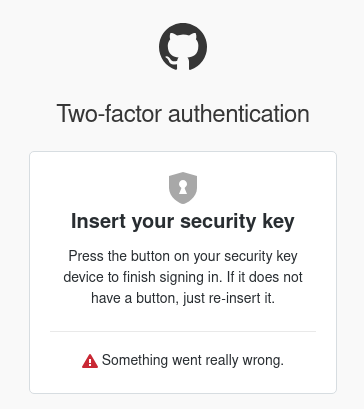 Two-factor authentication
Insert your security key
Press the button on your security key
device to finish signing in. If it does not
have a button, just re-insert it.
Something went really wrong.